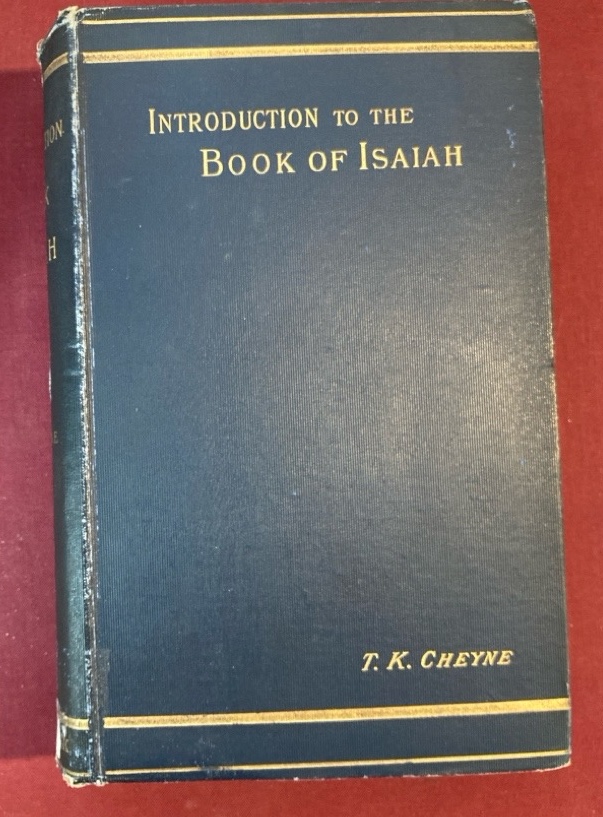 INTRODUCTION TO THE
BOOK OF ISAIAH
T. K. CHEYNE